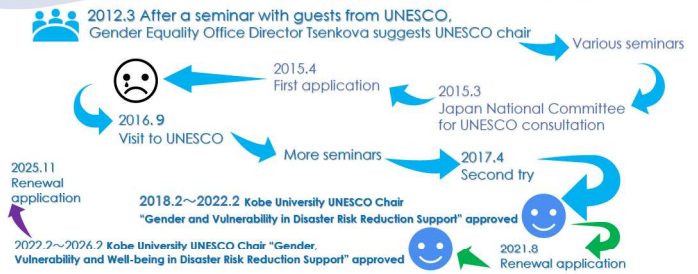 2012.3 After a seminar with guests from UNESCO,
Gender Equality Office Director Tsenkova suggests UNESCO chair
Various seminars
2015.3
Japan National Committee
for UNESCO consultation
2015.4
First application
2016.9
Visit to UNESCO
More seminars
2017.4
Second try
2018.2～2022.2 Kobe University UNESCO Chair
“Gender and Vulnerability in Disaster Risk Reduction Support” approved
2021.8
Renewal application
2022.2～2026.2 Kobe University UNESCO Chair “Gender,
Vulnerability and Well-being in Disaster Risk Reduction Support” approved
2025.11
Renewal
application